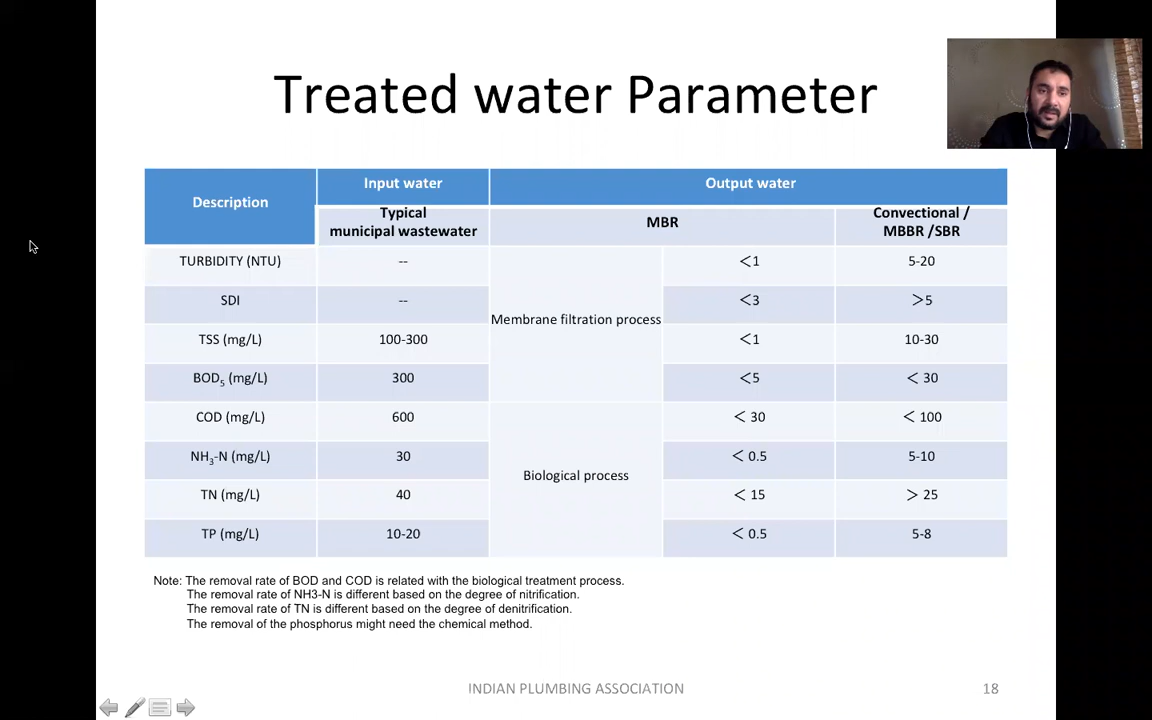 Treated water Parameter
Description Input water Output water
Typical
municipal wastewater MBR Convectional /
MBBR /SBR
TURBIDITY (NTU) -- <1 5-20
SDI -- <3 >5
Membrane filtration process
TSS (mg/L) 100-300 <1 10-30
BOD5 (mg/L) 300 <5 < 30
COD (mg/L) 600 < 30 < 100
NH3-N (mg/L) 30 < 0.5 5-10
Biological process
TN (mg/L) 40 < 15 > 25
TP (mg/L) 10-20 < 0.5 5-8
Note: The removal rate of BOD and COD is related with the biological treatment process.
The removal rate of NH3-N is different based on the degree of nitrification.
The removal rate of TN is different based on the degree of denitrification.
The removal of the phosphorus might need the chemical method.
INDIAN PLUMBING ASSOCIATION 18